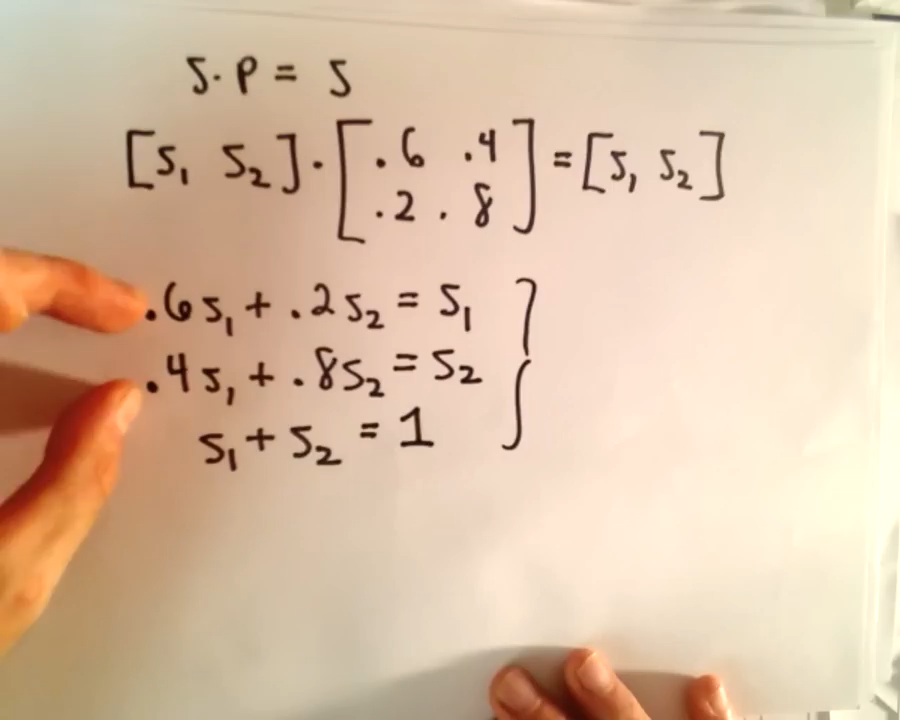 S · P = S
[S₁ S₂] · [.6 .4 = [S₁ S₂]
.2 .8]
.6S₁ + .2S₂ = S₁
.4S₁ + .8S₂ = S₂
S₁ + S₂ = 1